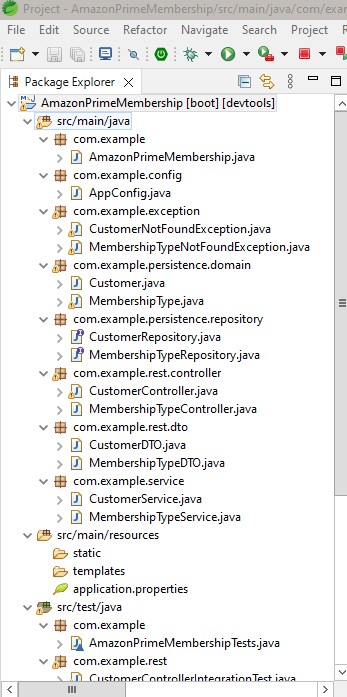 Project - AmazonPrimeMembership/src/main/java/com/exam
File Edit Source Refactor Navigate Search Project
Package Explorer
AmazonPrimeMembership [boot] [devtools]
src/main/java
com.example
AmazonPrimeMembership.java
com.example.config
AppConfig.java
com.example.exception
CustomerNotFoundException.java
MembershipTypeNotFoundException.java
com.example.persistence.domain
Customer.java
MembershipType.java
com.example.persistence.repository
CustomerRepository.java
MembershipTypeRepository.java
com.example.rest.controller
CustomerController.java
MembershipTypeController.java
com.example.rest.dto
CustomerDTO.java
MembershipTypeDTO.java
com.example.service
CustomerService.java
MembershipTypeService.java
src/main/resources
static
templates
application.properties
src/test/java
com.example
AmazonPrimeMembershipTests.java
com.example.rest
CustomerControllerIntegrationTest.java